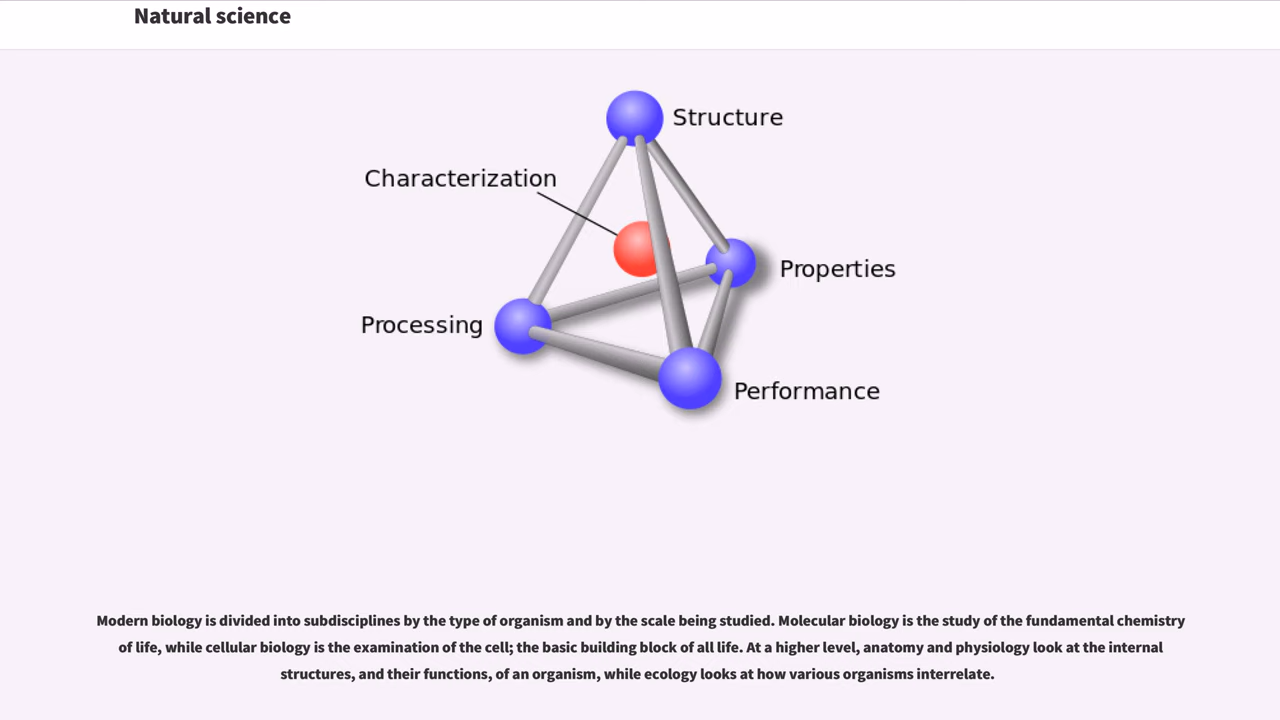 Natural science
Structure
Characterization
Properties
Processing
Performance
Modern biology is divided into subdisciplines by the type of organism and by the scale being studied. Molecular biology is the study of the fundamental chemistry
of life, while cellular biology is the examination of the cell; the basic building block of all life. At a higher level, anatomy and physiology look at the internal
structures, and their functions, of an organism, while ecology looks at how various organisms interrelate.